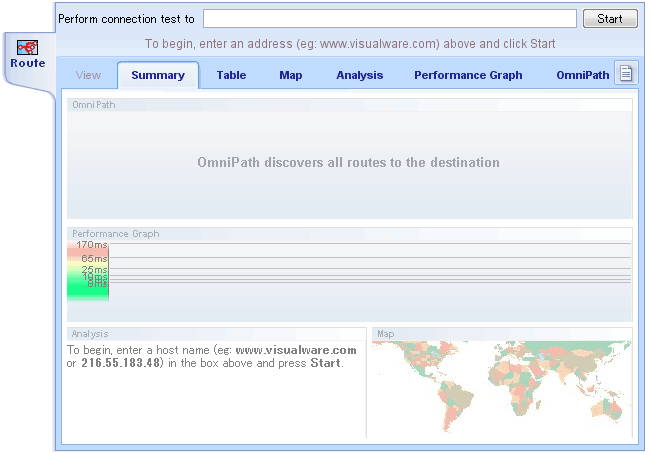 Perform connection test to Start
To begin, enter an address (eg: www.visualware.com) above and click Start
Route
View Summary Table Map Analysis Performance Graph OmniPath
OmniPath
OmniPath discovers all routes to the destination
Performance Graph
170ms
65ms
25ms
0ms
Analysis
To begin, enter a host name (eg: www.visualware.com
or 216.55.183.48) in the box above and press Start.
Map